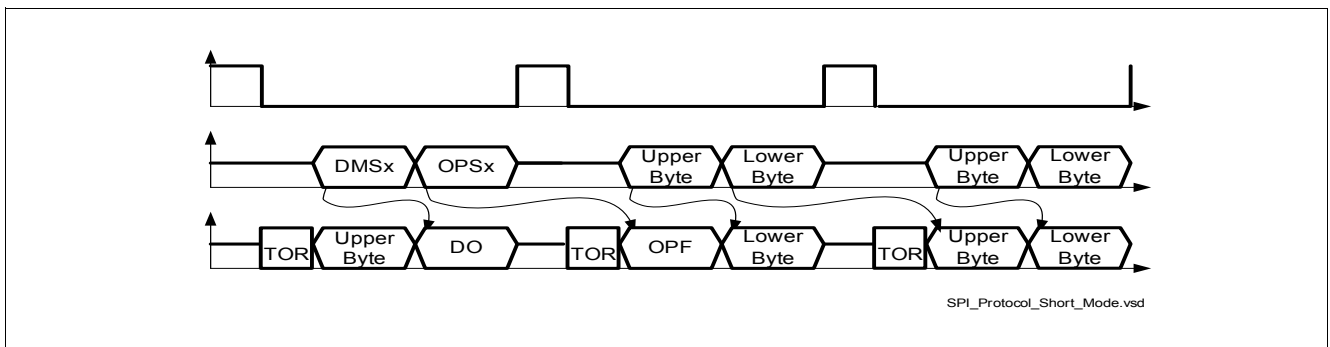 DMSx OPSx Upper Byte Lower Byte Upper Byte Lower Byte
TOR Upper Byte DO TOR OPF Lower Byte TOR Upper Byte Lower Byte
SPI_Protocol_Short_Mode.vsd